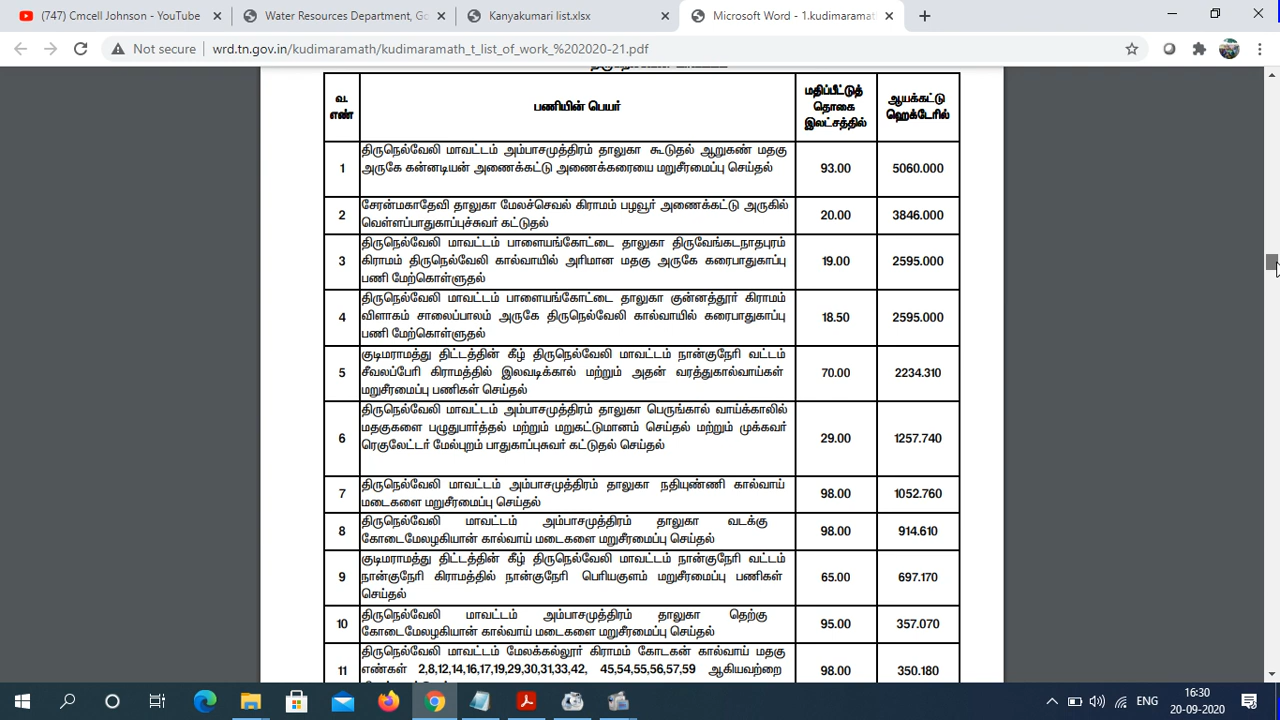 (747) Cmcell Johnson - YouTube
Water Resources Department, Go
Kanyakumari list.xlsx
Microsoft Word - 1.kudimaramath
Not secure
wrd.tn.gov.in/kudimaramath/kudimaramath_t_list_of_work_%202020-21.pdf
வ. எண்
பணியின் பெயர்
மதிப்பீட்டுத் தொகை இலட்சத்தில்
ஆயக்கட்டு ஹெக்டேரில்
1
திருநெல்வேலி மாவட்டம் அம்பாசமுத்திரம் தாலுகா கூடுதல் ஆறுகண் மதகு
அருகே கன்னடியன் அணைக்கட்டு அணைக்கரையை மறுசீரமைப்பு செய்தல்
93.00
5060.000
2
சேரன்மகாதேவி தாலுகா மேலச்செவல் கிராமம் பழவூர் அணைக்கட்டு அருகில்
வெள்ளப்பாதுகாப்புச்சுவர் கட்டுதல்
20.00
3846.000
3
திருநெல்வேலி மாவட்டம் பாளையங்கோட்டை தாலுகா திருவேங்கடநாதபுரம்
கிராமம் திருநெல்வேலி கால்வாயில் அரிமான மதகு அருகே கரைபாதுகாப்பு
பணி மேற்கொள்ளுதல்
19.00
2595.000
4
திருநெல்வேலி மாவட்டம் பாளையங்கோட்டை தாலுகா குன்னத்தூர் கிராமம்
விளாகம் சாலைப்பாலம் அருகே திருநெல்வேலி கால்வாயில் கரைபாதுகாப்பு
பணி மேற்கொள்ளுதல்
18.50
2595.000
5
குடிமராமத்து திட்டத்தின் கீழ் திருநெல்வேலி மாவட்டம் நான்குநேரி வட்டம்
சீவலப்பேரி கிராமத்தில் இலவடிக்கால் மற்றும் அதன் வரத்துகால்வாய்கள்
மறுசீரமைப்பு பணிகள் செய்தல்
70.00
2234.310
6
திருநெல்வேலி மாவட்டம் அம்பாசமுத்திரம் தாலுகா பெருங்கால் வாய்க்காலில்
மதகுகளை பழுதுபார்த்தல் மற்றும் மறுகட்டுமானம் செய்தல் மற்றும் முக்கவர்
ரெகுலேட்டர் மேல்புறம் பாதுகாப்புசுவர் கட்டுதல் செய்தல்
29.00
1257.740
7
திருநெல்வேலி மாவட்டம் அம்பாசமுத்திரம் தாலுகா நதியுண்ணி கால்வாய்
மடைகளை மறுசீரமைப்பு செய்தல்
98.00
1052.760
8
திருநெல்வேலி மாவட்டம் அம்பாசமுத்திரம் தாலுகா வடக்கு
கோடைமேலழகியான் கால்வாய் மடைகளை மறுசீரமைப்பு செய்தல்
98.00
914.610
9
குடிமராமத்து திட்டத்தின் கீழ் திருநெல்வேலி மாவட்டம் நான்குநேரி வட்டம்
நான்குநேரி கிராமத்தில் நான்குநேரி பெரியகுளம் மறுசீரமைப்பு பணிகள்
செய்தல்
65.00
697.170
10
திருநெல்வேலி மாவட்டம் அம்பாசமுத்திரம் தாலுகா தெற்கு
கோடைமேலழகியான் கால்வாய் மடைகளை மறுசீரமைப்பு செய்தல்
95.00
357.070
11
திருநெல்வேலி மாவட்டம் மேலக்கல்லூர் கிராமம் கோடகன் கால்வாய் மதகு
எண்கள் 2,8,12,14,16,17,19,29,30,31,33,42, 45,54,55,56,57,59 ஆகியவற்றை
98.00
350.180
ENG
16:30
20-09-2020